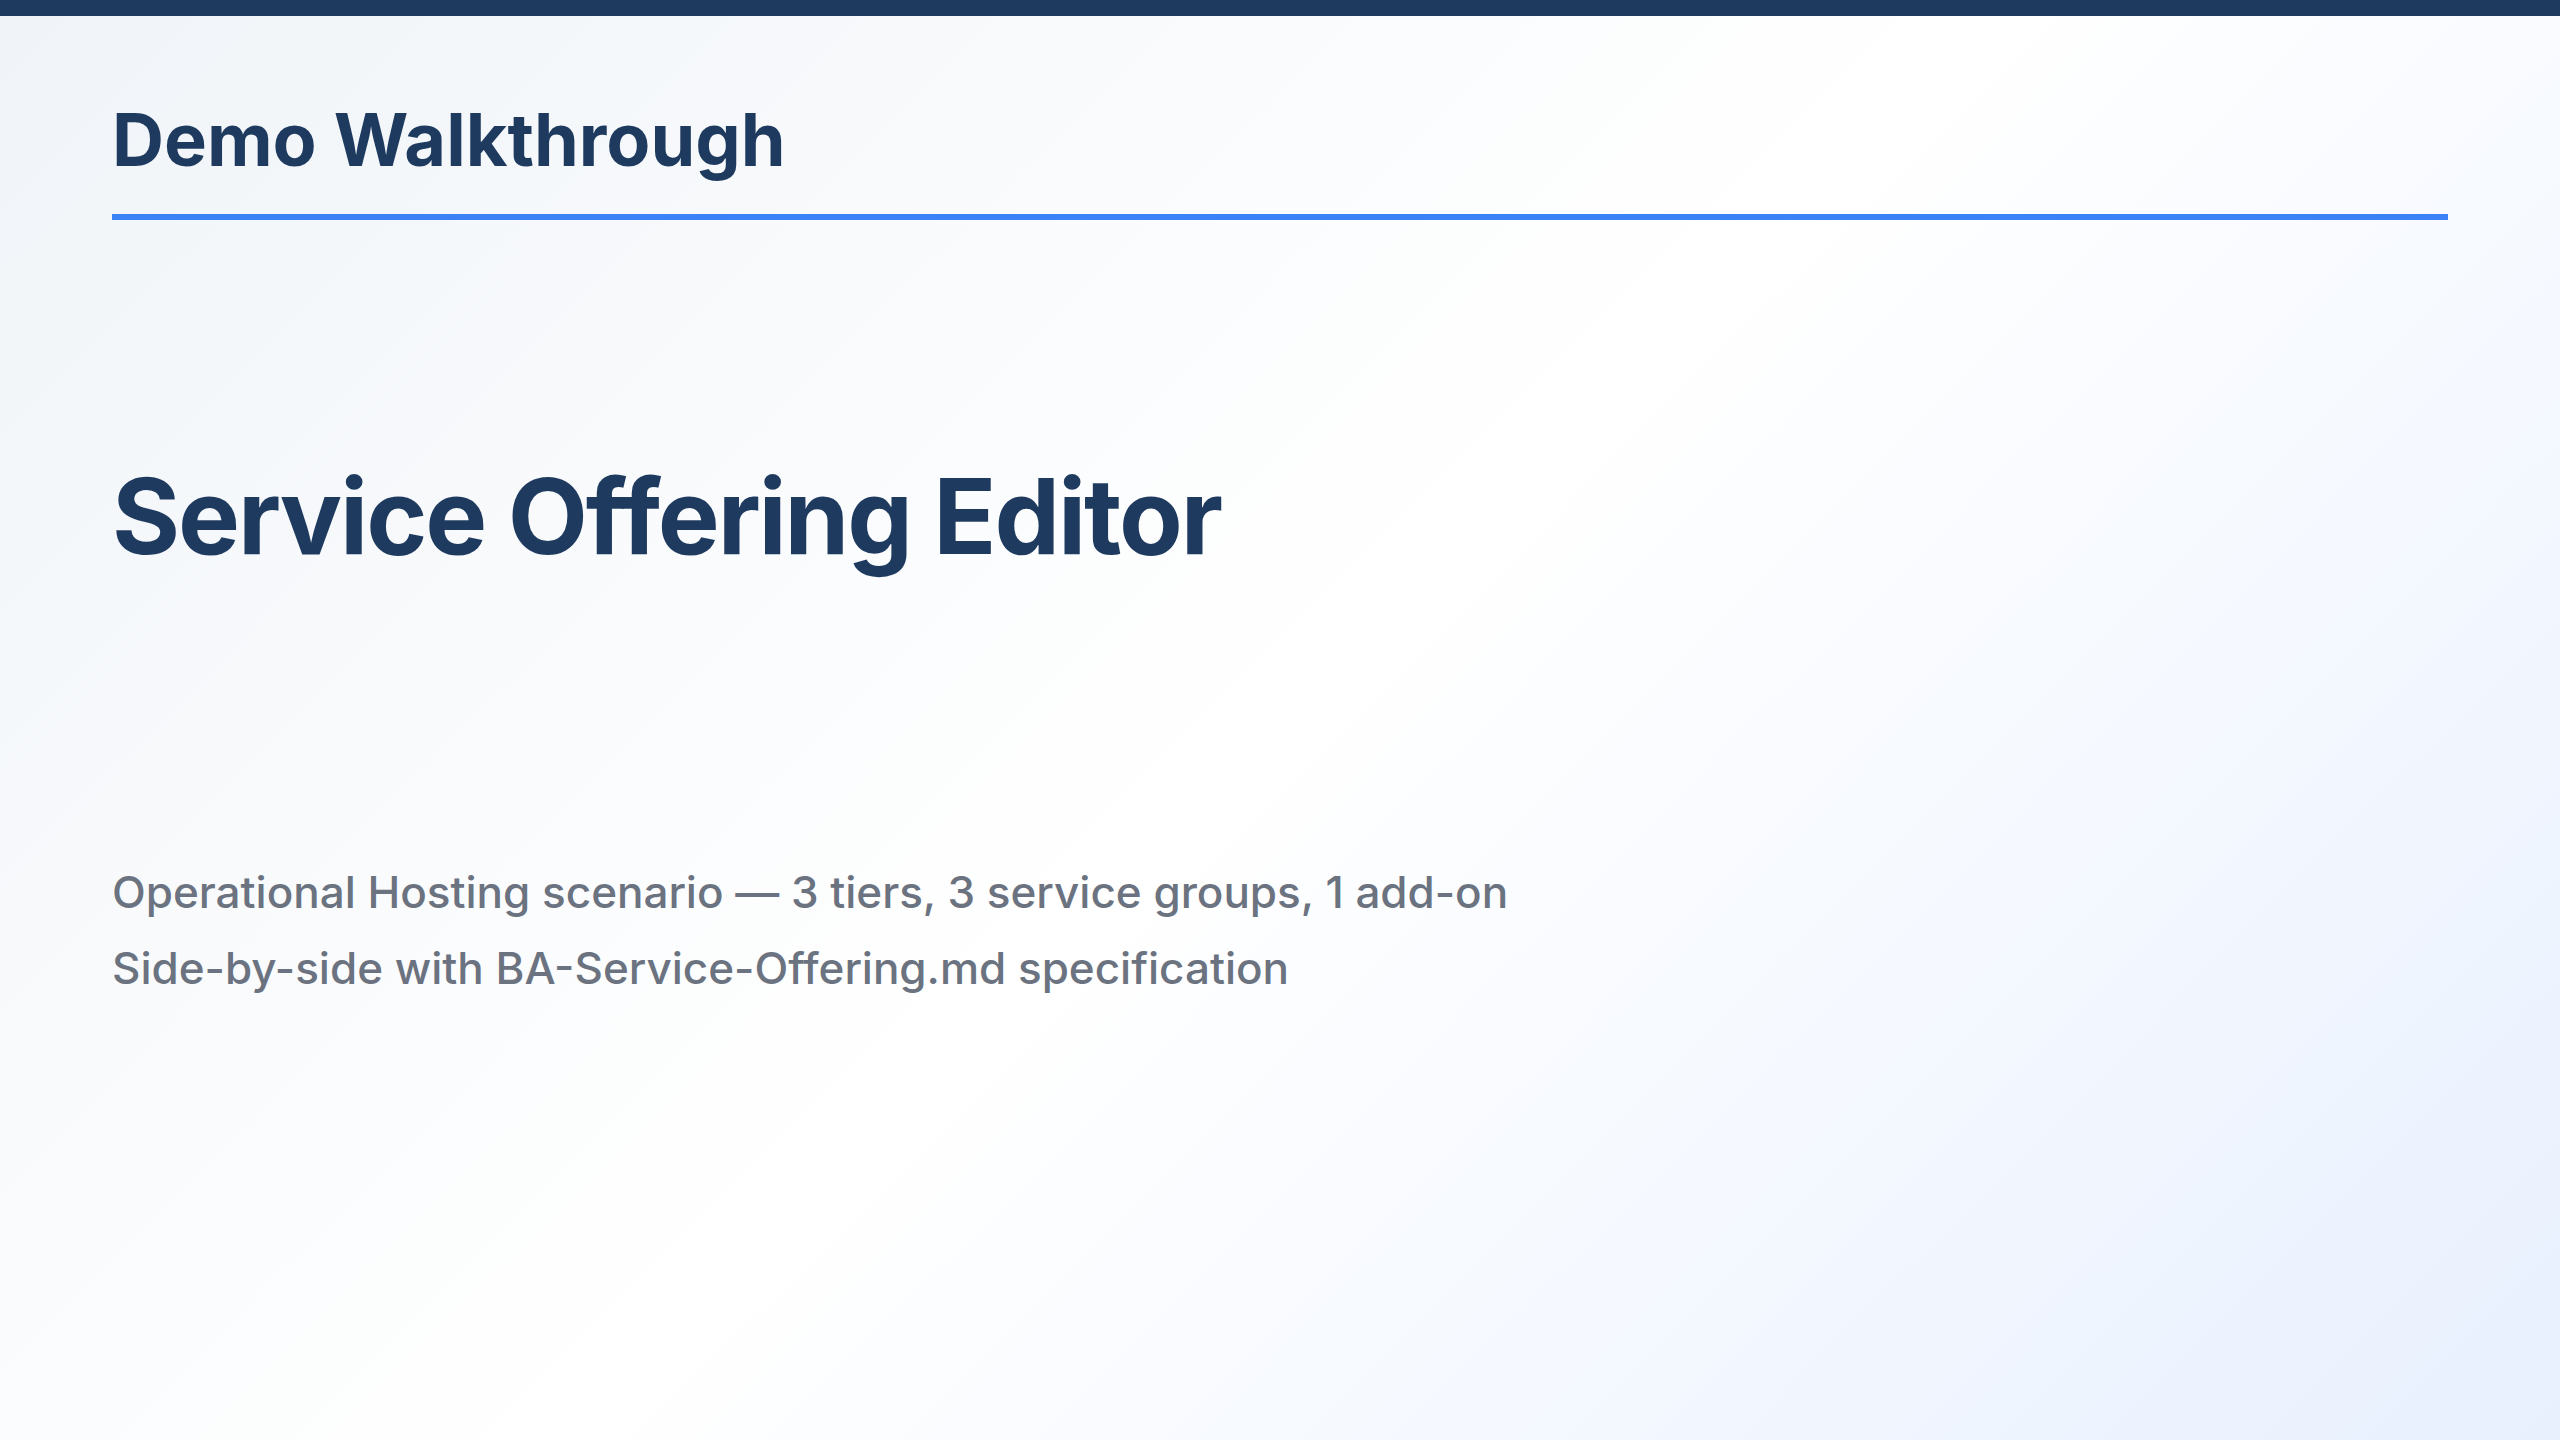 Demo Walkthrough
Service Offering Editor
Operational Hosting scenario — 3 tiers, 3 service groups, 1 add-on
Side-by-side with BA-Service-Offering.md specification